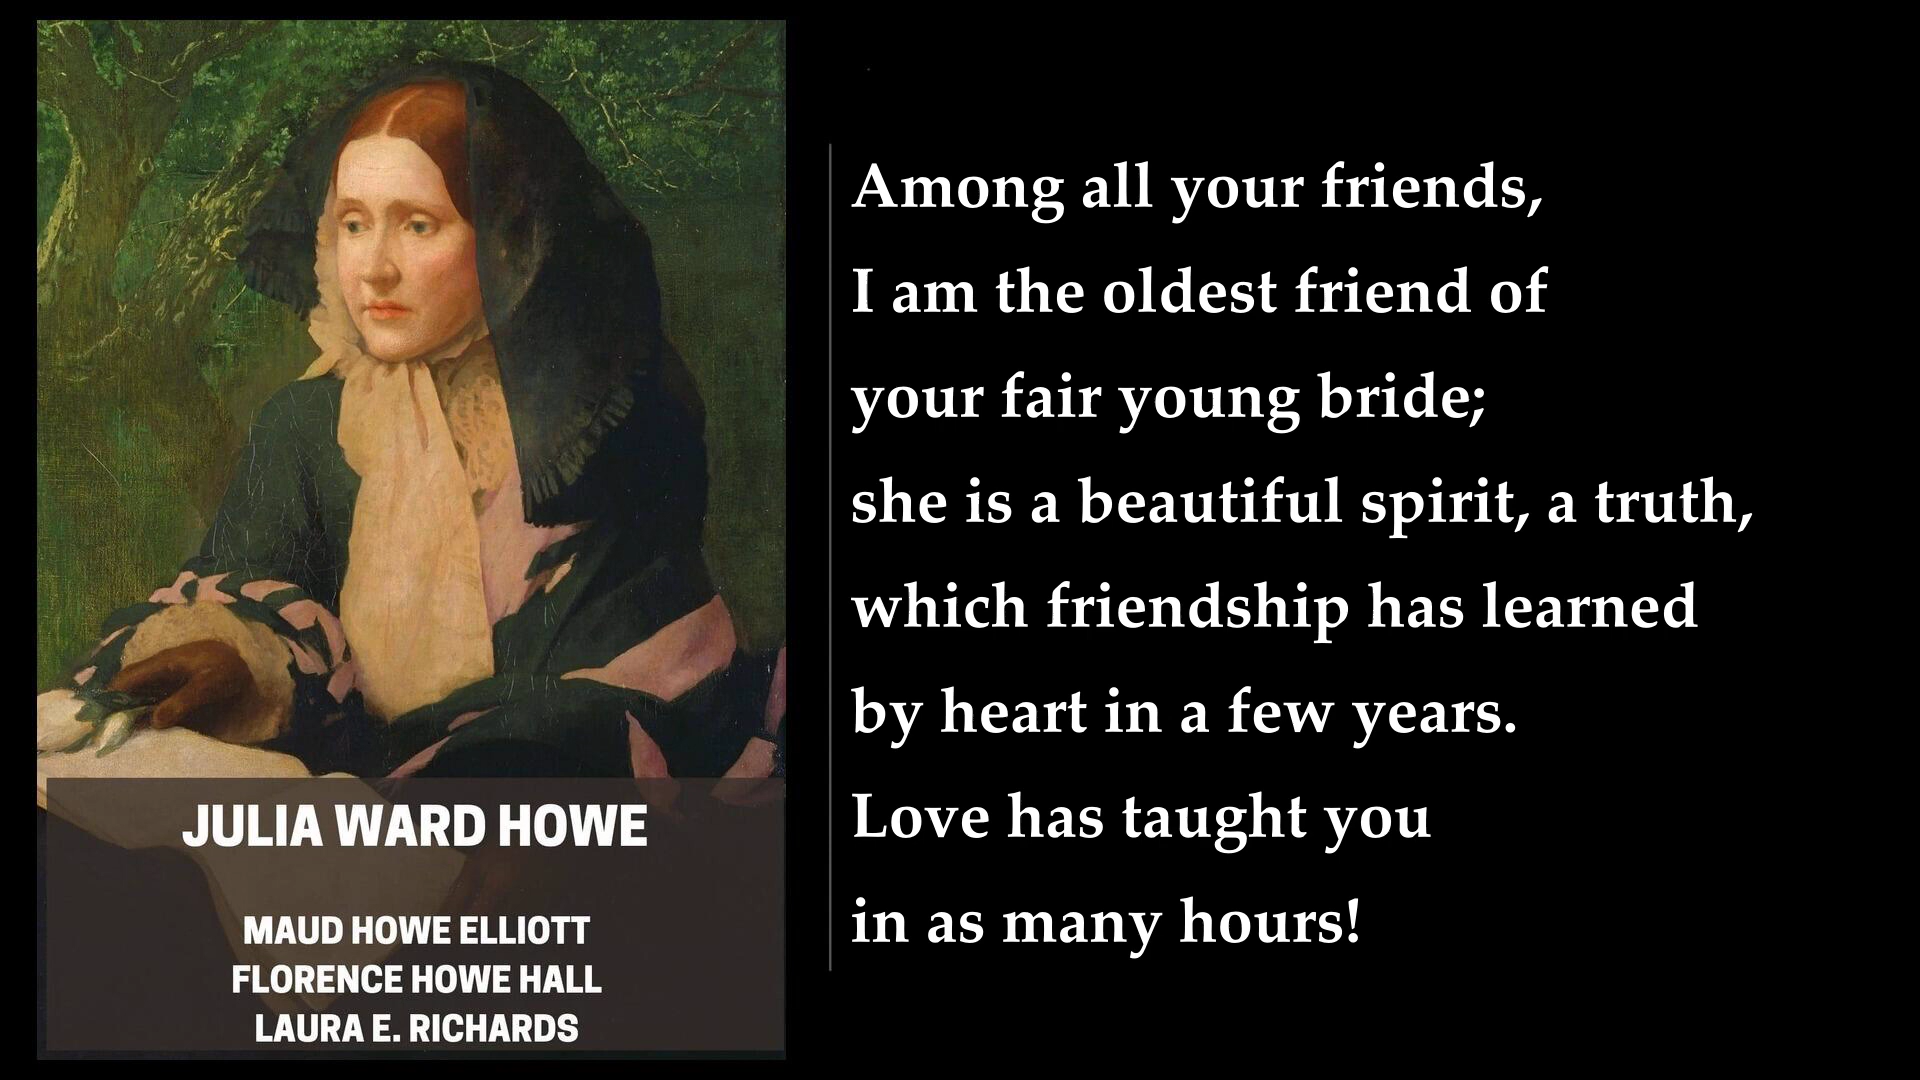 JULIA WARD HOWE
MAUD HOWE ELLIOTT
FLORENCE HOWE HALL
LAURA E. RICHARDS
Among all your friends,
I am the oldest friend of
your fair young bride;
she is a beautiful spirit, a truth,
which friendship has learned
by heart in a few years.
Love has taught you
in as many hours!